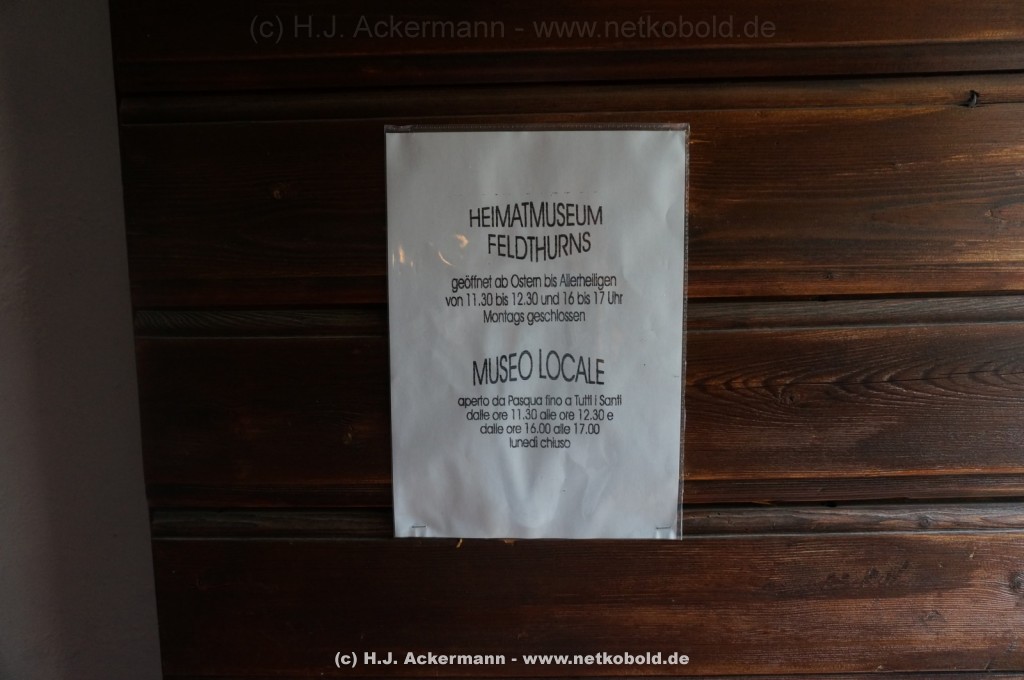 (c) H.J. Ackermann - www.netkobold.de
HEIMATMUSEUM
FELDTHURNS
geöffnet ab Ostern bis Allerheiligen
von 11.30 bis 12.30 und 16 bis 17 Uhr
Montags geschlossen
MUSEO LOCALE
aperto da Pasqua fino a Tutti i Santi
dalle ore 11.30 alle ore 12.30 e
dalle ore 16.00 alle 17.00
lunedì chiuso
(c) H.J. Ackermann - www.netkobold.de